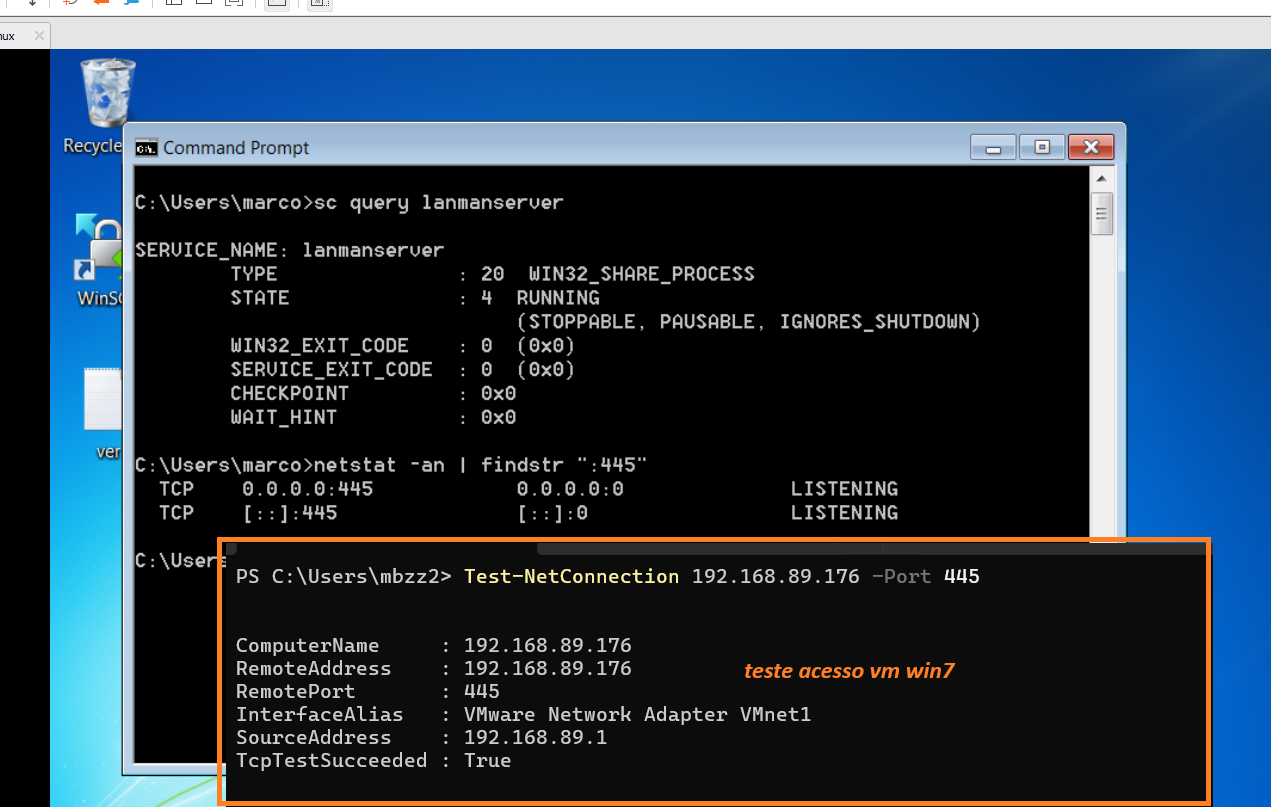 Recycle
WinSC
ver
Command Prompt
C:\Users\marco>sc query lanmanserver
SERVICE_NAME: lanmanserver
TYPE : 20 WIN32_SHARE_PROCESS
STATE : 4 RUNNING
(STOPPABLE, PAUSABLE, IGNORES_SHUTDOWN)
WIN32_EXIT_CODE : 0 (0x0)
SERVICE_EXIT_CODE : 0 (0x0)
CHECKPOINT : 0x0
WAIT_HINT : 0x0
C:\Users\marco>netstat -an | findstr ":445"
TCP 0.0.0.0:445 0.0.0.0:0 LISTENING
TCP [::]:445 [::]:0 LISTENING
C:\Users
PS C:\Users\mbzz2> Test-NetConnection 192.168.89.176 -Port 445
ComputerName : 192.168.89.176
RemoteAddress : 192.168.89.176
RemotePort : 445
InterfaceAlias : VMware Network Adapter VMnet1
SourceAddress : 192.168.89.1
TcpTestSucceeded : True
teste acesso vm win7